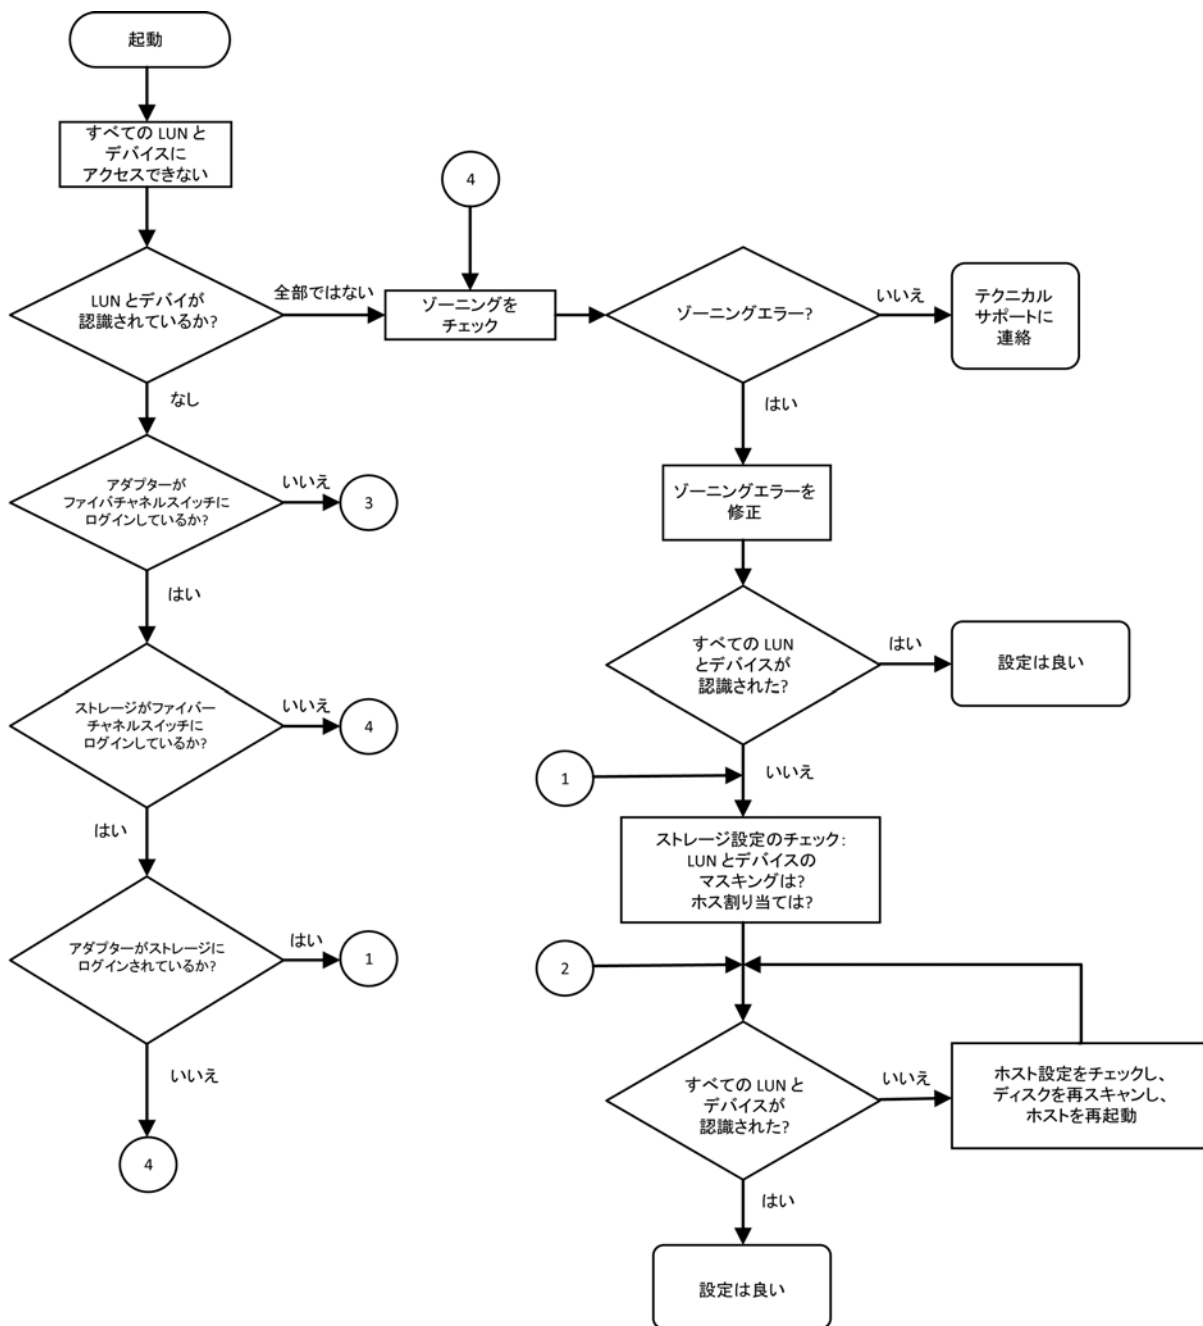 起動
すべての LUN と
デバイスに
アクセスできない
4
LUN とデバイが
認識されているか?
全部ではない
ゾーニングを
チェック
ゾーニングエラー?
いいえ
テクニカル
サポートに
連絡
なし
はい
アダプターが
ファイバチャネルスイッチに
ログインしているか?
いいえ
3
ゾーニングエラーを
修正
はい
すべての LUN
とデバイスが
認識された?
はい
設定は良い
ストレージがファイバー
チャネルスイッチに
ログインしているか?
いいえ
4
1
いいえ
はい
ストレージ設定のチェック:
LUN とデバイスの
マスキングは?
ホス割り当ては?
アダプターがストレージに
ログインされているか?
はい
1
2
いいえ
4
すべての LUN と
デバイスが
認識された?
いいえ
ホスト設定をチェックし、
ディスクを再スキャンし、
ホストを再起動
はい
設定は良い